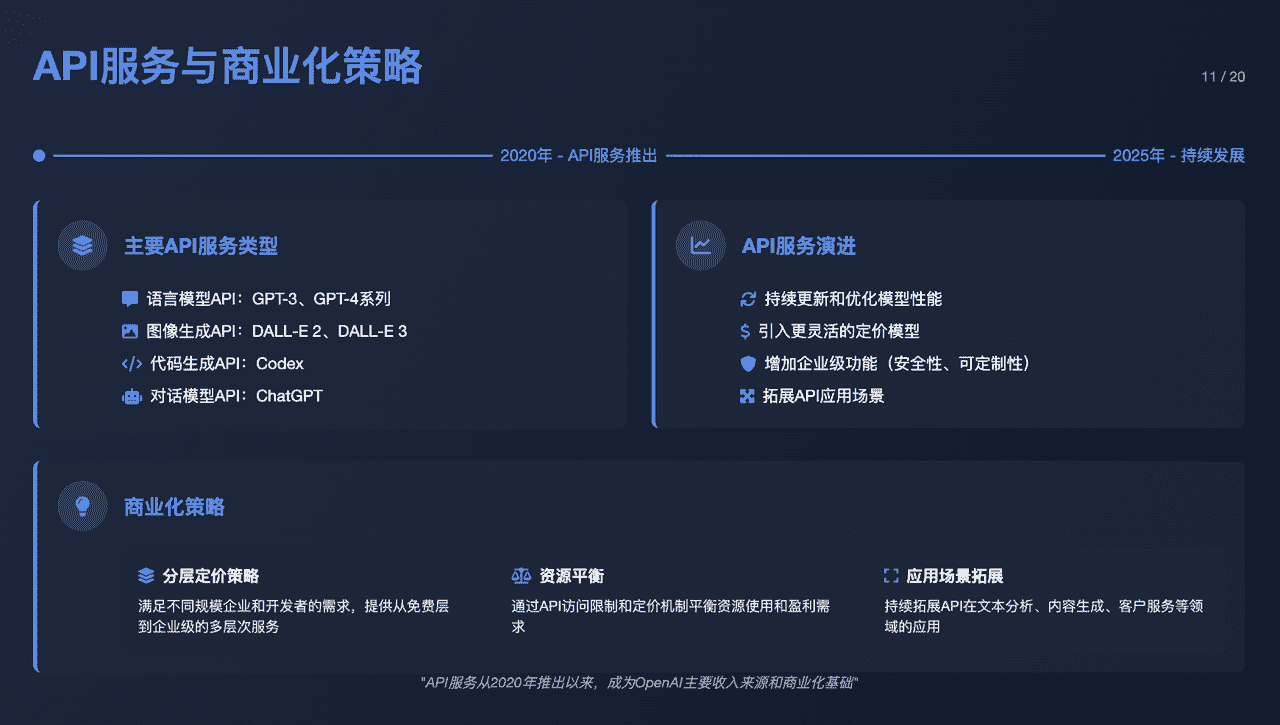 API服务与商业化策略
11 / 20
2020年 - API服务推出
2025年 - 持续发展
主要API服务类型
语言模型API：GPT-3、GPT-4系列
图像生成API：DALL-E 2、DALL-E 3
代码生成API：Codex
对话模型API：ChatGPT
API服务演进
持续更新和优化模型性能
引入更灵活的定价模型
增加企业级功能（安全性、可定制性）
拓展API应用场景
商业化策略
分层定价策略
满足不同规模企业和开发者的需求，提供从免费层
到企业级的多层次服务
资源平衡
通过API访问限制和定价机制平衡资源使用和盈利需
求
应用场景拓展
持续拓展API在文本分析、内容生成、客户服务等领
域的应用
"API服务从2020年推出以来，成为OpenAI主要收入来源和商业化基础"